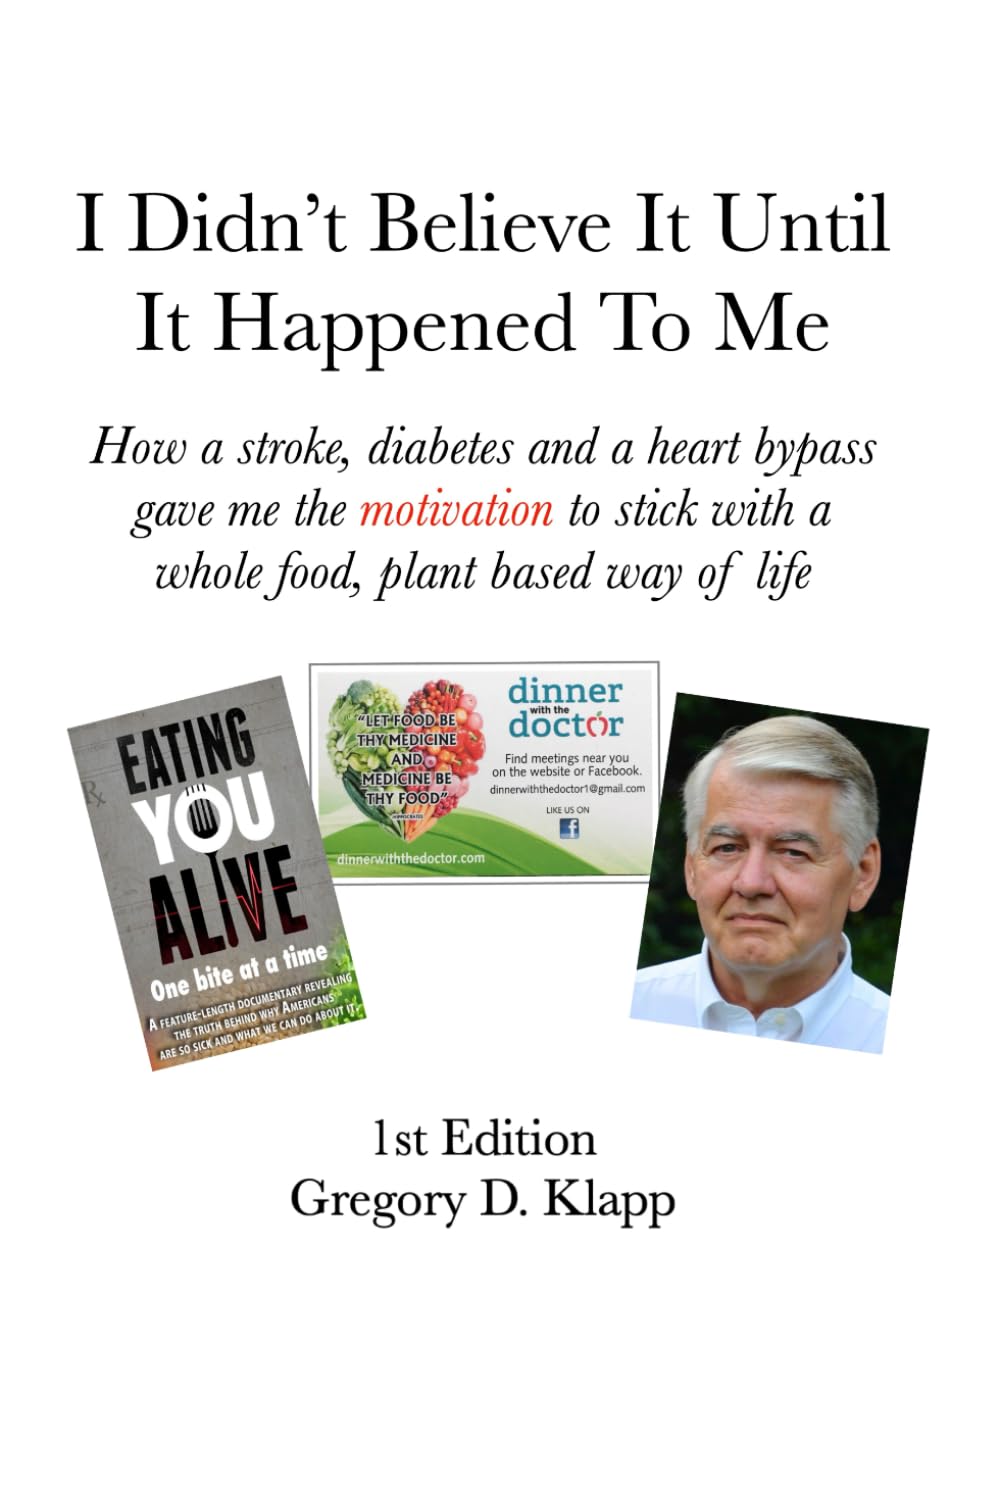 I Didn’t Believe It Until
It Happened To Me
How a stroke, diabetes and a heart bypass
gave me the motivation to stick with a
whole food, plant based way of life
EATING
YOU
ALIVE
One bite at a time
A FEATURE-LENGTH DOCUMENTARY REVEALING
THE TRUTH BEHIND WHY AMERICANS
ARE SO SICK AND WHAT WE CAN DO ABOUT IT.
Rx
“LET FOOD BE
THY MEDICINE
AND
MEDICINE BE
THY FOOD”
-HIPPOCRATES
dinnerwiththedoctor.com
dinner
with the
doctor
Find meetings near you
on the website or Facebook.
dinnerwiththedoctor1@gmail.com
LIKE US ON
f
1st Edition
Gregory D. Klapp